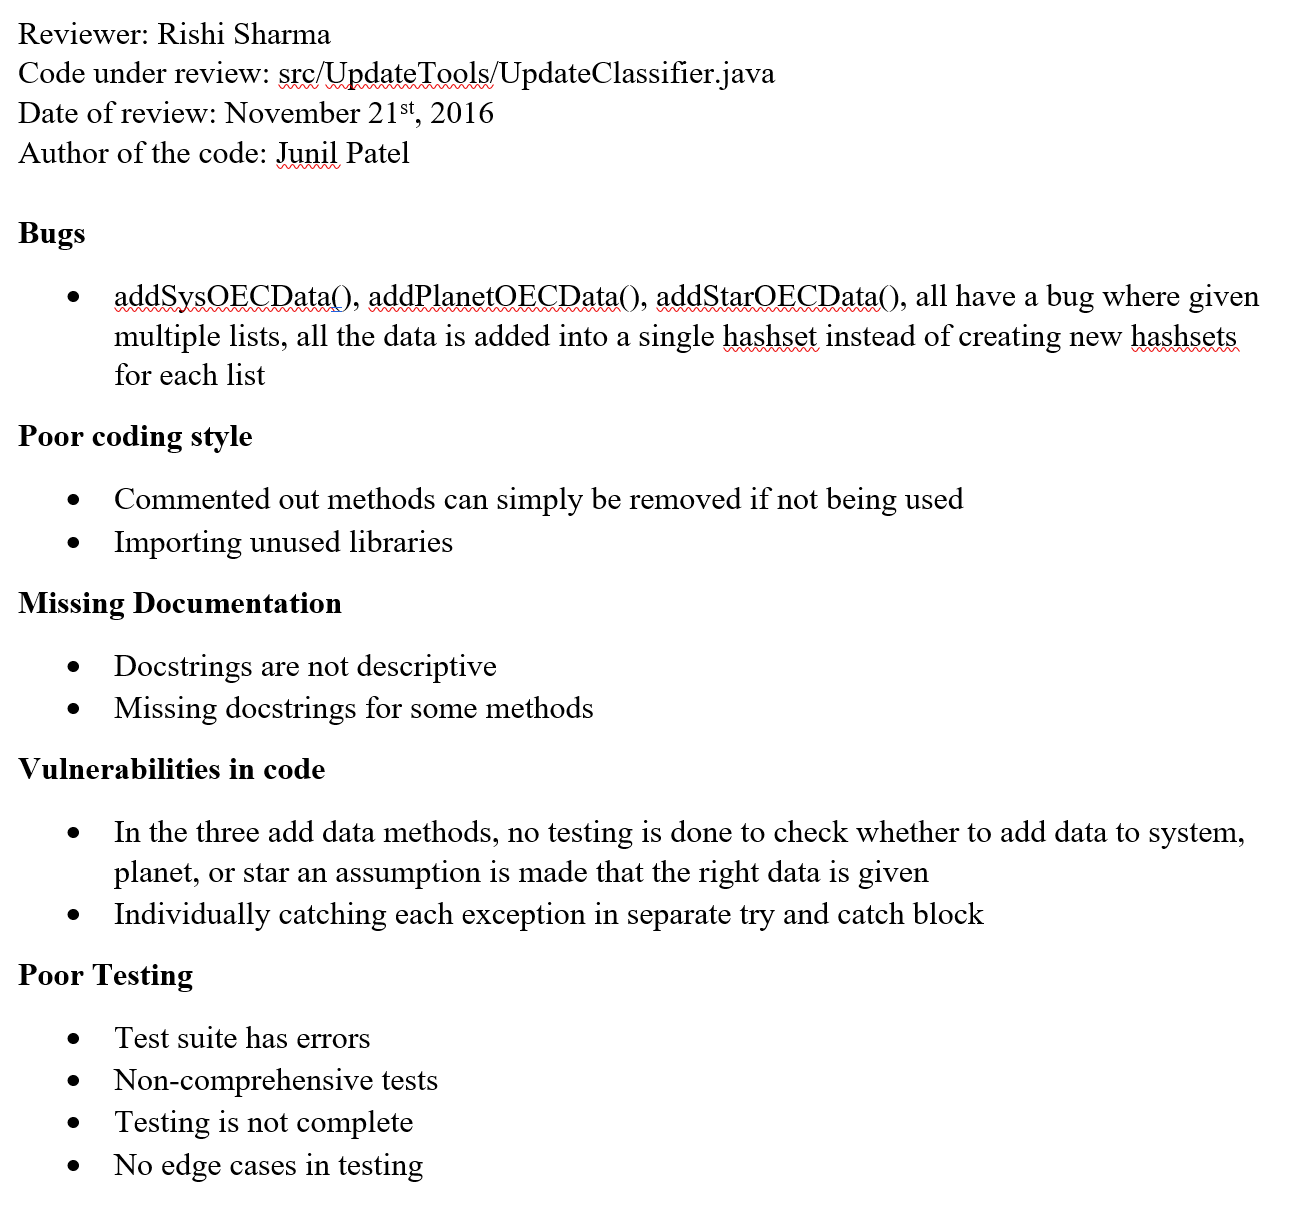 Reviewer: Rishi Sharma
Code under review: src/UpdateTools/UpdateClassifier.java
Date of review: November 21st, 2016
Author of the code: Junil Patel
Bugs
• addSysOECData(), addPlanetOECData(), addStarOECData(), all have a bug where given
multiple lists, all the data is added into a single hashset instead of creating new hashsets
for each list
Poor coding style
• Commented out methods can simply be removed if not being used
• Importing unused libraries
Missing Documentation
• Docstrings are not descriptive
• Missing docstrings for some methods
Vulnerabilities in code
• In the three add data methods, no testing is done to check whether to add data to system,
planet, or star an assumption is made that the right data is given
• Individually catching each exception in separate try and catch block
Poor Testing
• Test suite has errors
• Non-comprehensive tests
• Testing is not complete
• No edge cases in testing